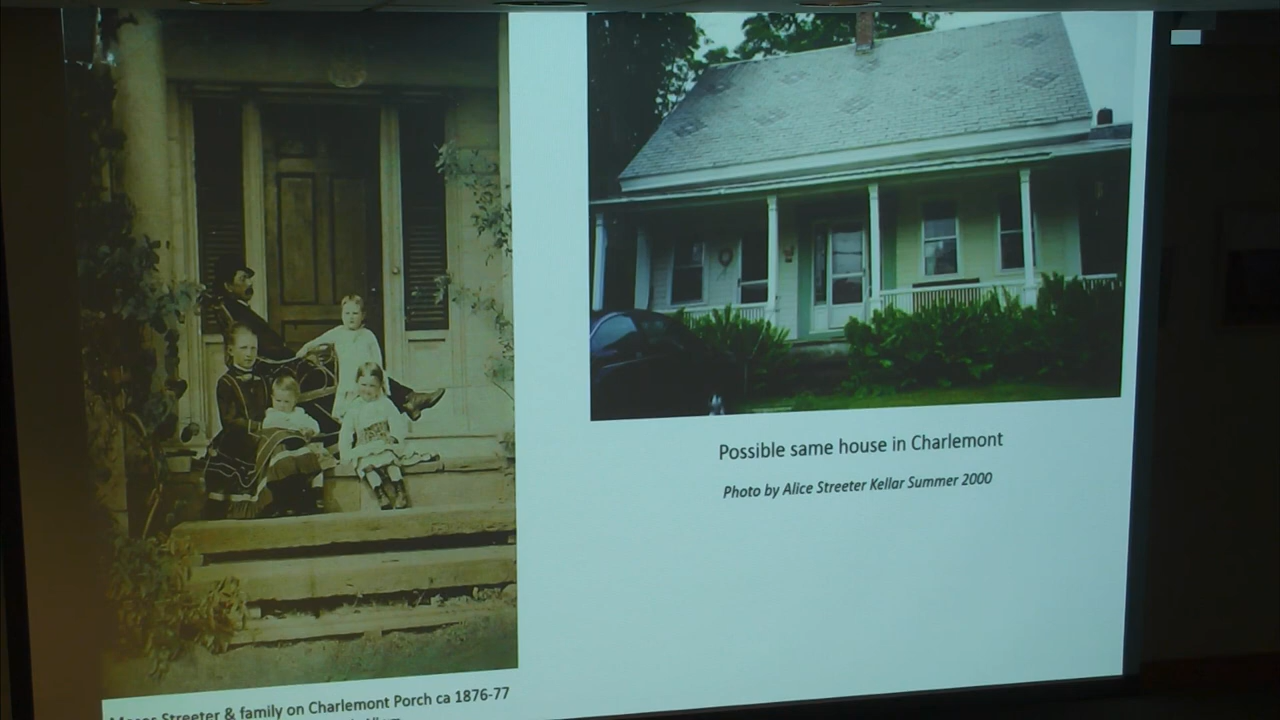 Possible same house in Charlemont
Photo by Alice Streeter Kellar Summer 2000
Streeter & family on Charlemont Porch ca 1876-77